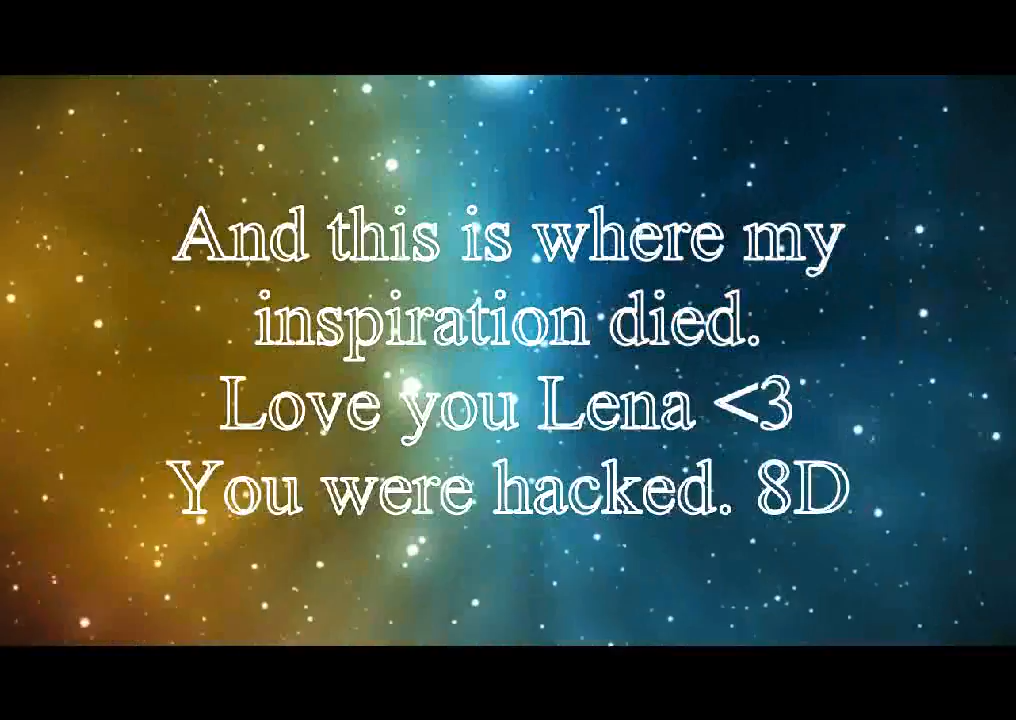 And this is where my
inspiration died.
Love you Lena <3
You were hacked. 8D